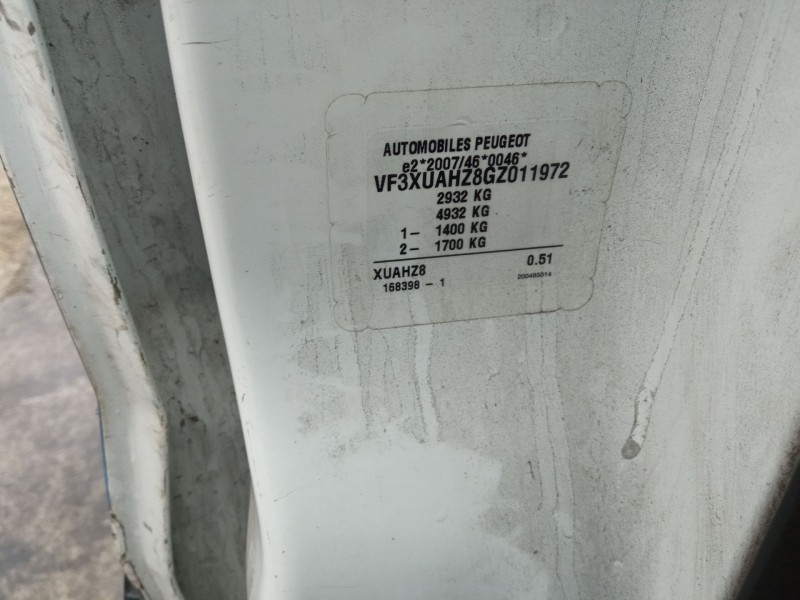 AUTOMOBILES PEUGEOT
e2*2007/46*0046*
VF3XUAHZ8GZ011972
2932 KG
4932 KG
1- 1400 KG
2- 1700 KG
XUAHZ8 0.51
168398 - 1